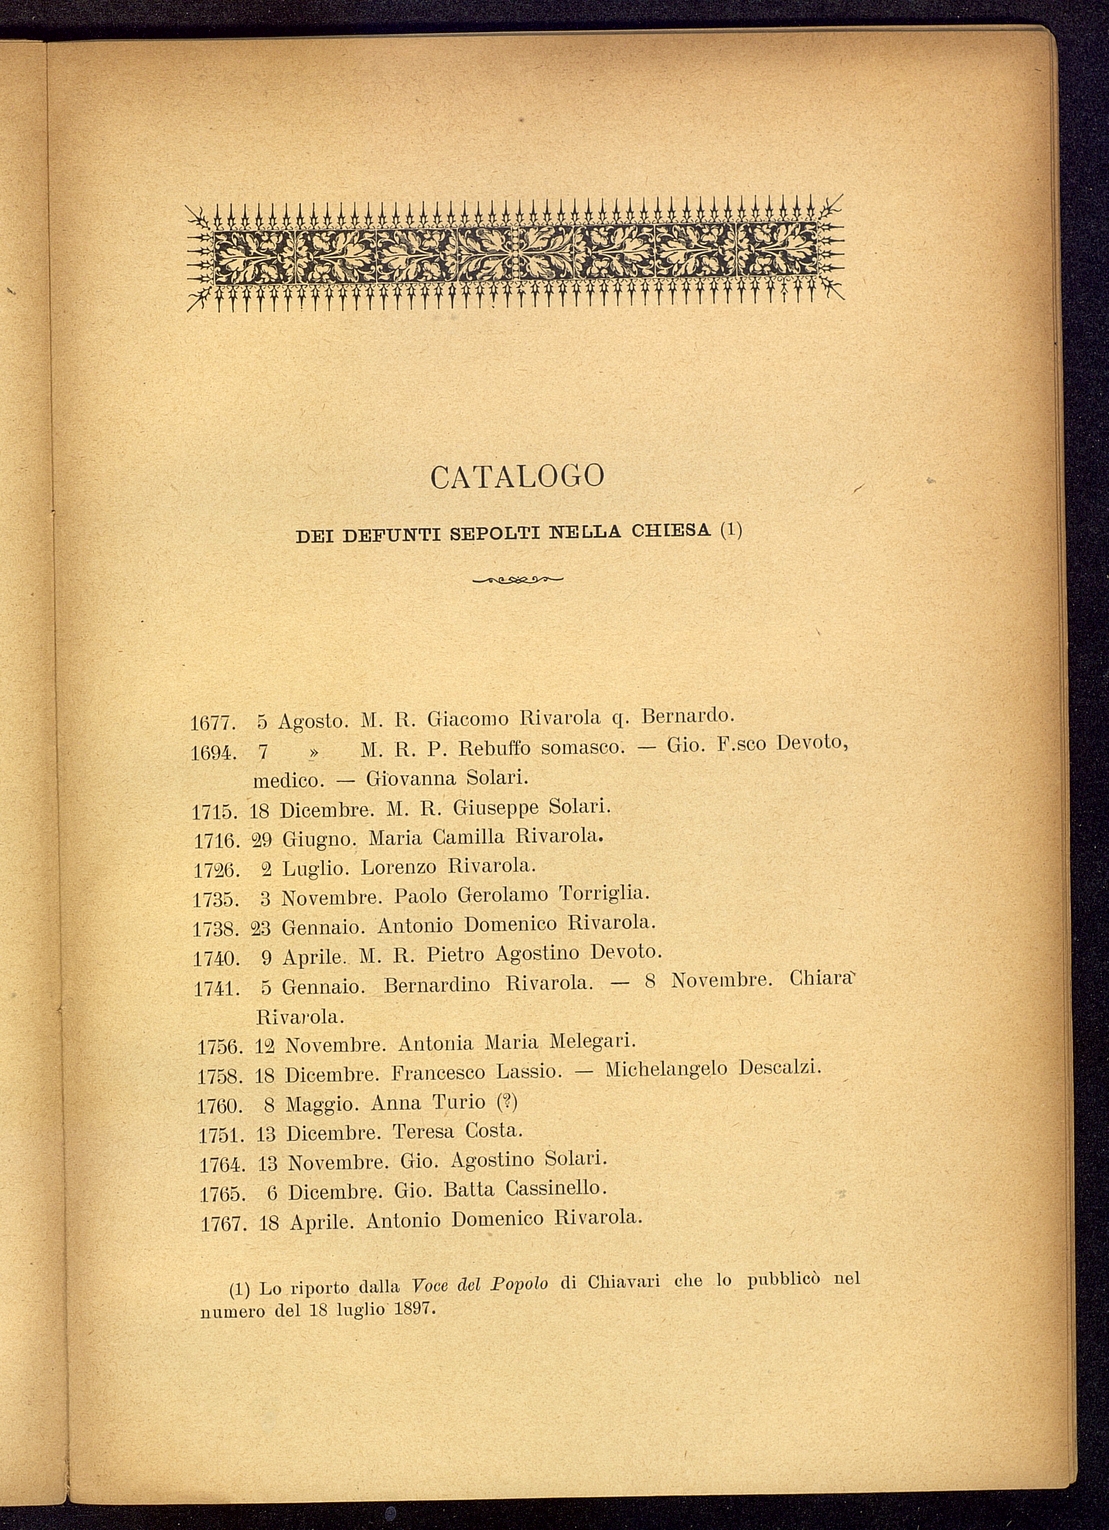 CATALOGO
DEI DEFUNTI SEPOLTI NELLA CHIESA (1)
1677. 5 Agosto. M. R. Giacomo Rivarola q. Bernardo.
1694. 7 » M. R. P. Rebuffo somasco. — Gio. F.sco Devoto,
medico. — Giovanna Solari.
1715. 18 Dicembre. M. R. Giuseppe Solari.
1716. 29 Giugno. Maria Camilla Rivarola.
1726. 2 Luglio. Lorenzo Rivarola.
1735. 3 Novembre. Paolo Gerolamo Torriglia.
1738. 23 Gennaio. Antonio Domenico Rivarola.
1740. 9 Aprile. M. R. Pietro Agostino Devoto.
1741. 5 Gennaio. Bernardino Rivarola. — 8 Novembre. Chiara
Rivarola.
1756. 12 Novembre. Antonia Maria Melegari.
1758. 18 Dicembre. Francesco Lassio. — Michelangelo Descalzi.
1760. 8 Maggio. Anna Turio (?)
1751. 13 Dicembre. Teresa Costa.
1764. 13 Novembre. Gio. Agostino Solari.
1765. 6 Dicembre. Gio. Batta Cassinello.
1767. 18 Aprile. Antonio Domenico Rivarola.
(1) Lo riporto dalla Voce del Popolo di Chiavari che lo pubblicò nel
numero del 18 luglio 1897.